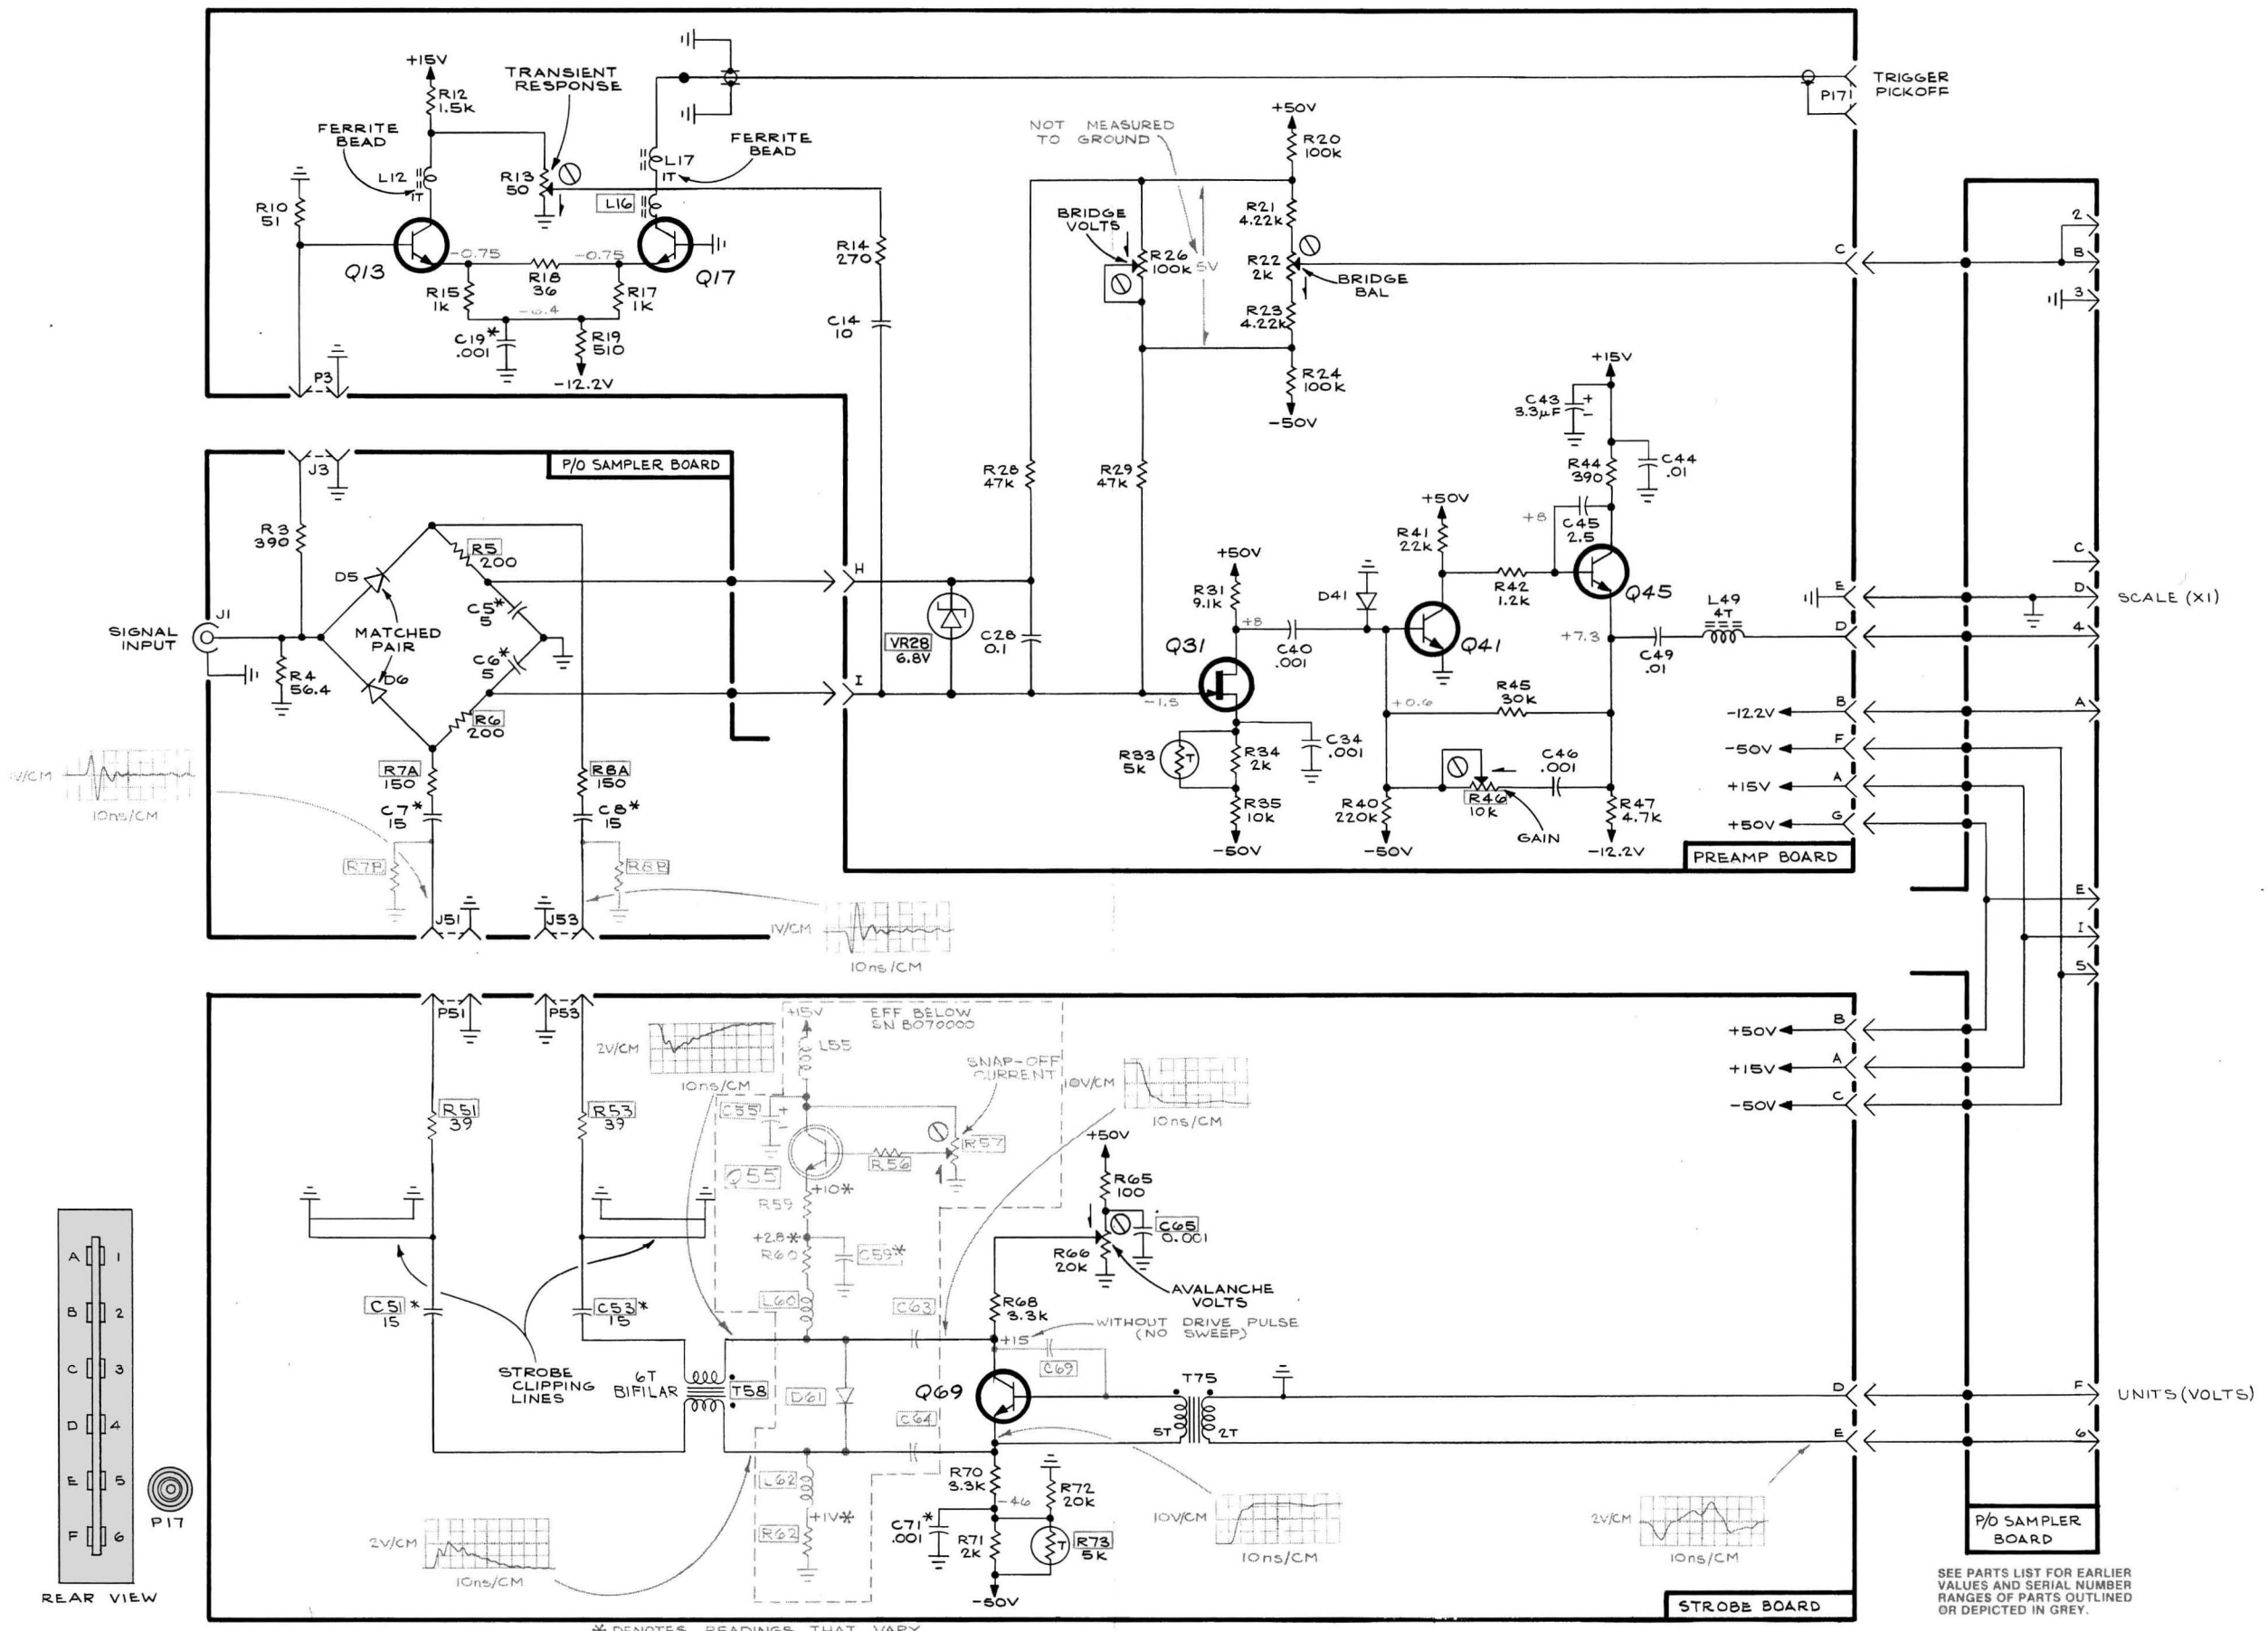 +15V
R12
1.5K
TRANSIENT
RESPONSE
FERRITE
BEAD
L12
1T
R13
50
L17
1T
FERRITE
BEAD
L16
R10
51
Q13
-0.75
R18
36
-0.75
Q17
R15
1K
R17
1K
C19*
.001
R19
510
-12.2V
P3
R14
270
C14
10
TRIGGER
PICKOFF
P17
NOT MEASURED
TO GROUND
+50V
R20
100K
R21
4.22K
BRIDGE
VOLTS
R26
100K
5V
R22
2K
BRIDGE
BAL
R23
4.22K
R24
100K
-50V
C
2
B
3
J3
P/O SAMPLER BOARD
R3
390
J1
SIGNAL
INPUT
R4
56.4
D5
MATCHED
PAIR
D6
R5
200
C5*
5
C6*
5
R6
200
R7A
150
C7*
15
R8A
150
C8*
15
R7B
R8B
10ns/CM
J51
J53
1V/CM
10ns/CM
H
I
VR28
6.8V
C28
0.1
R28
47K
R29
47K
-1.5
+50V
R31
9.1K
+8
Q31
C40
.001
R33
5K
R34
2K
C34
.001
R35
10K
-50V
D41
+50V
R41
22K
Q41
+0.6
R40
220K
-50V
R42
1.2K
+8
C45
2.5
+15V
C43
3.3µF
+
-
R44
390
C44
.01
Q45
+7.3
R45
30K
R46
10K
GAIN
C46
.001
R47
4.7K
-12.2V
C49
.01
L49
4T
PREAMP BOARD
C
E
D
SCALE (X1)
D
4
-12.2V
B
A
-50V
F
+15V
A
+50V
G
E
I
5
P51
P53
R51
39
R53
39
C51 *
15
C53 *
15
STROBE
CLIPPING
LINES
6T
BIFILAR
T58
2V/CM
10ns/CM
+15V
L55
EFF BELOW
SN B070000
SNAP-OFF
CURRENT
C55
+
-
Q55
R56
R57
R59
+10*
+2.8*
R60
C59*
L60
C63
D61
C64
L62
+1V*
R62
2V/CM
10ns/CM
10V/CM
10ns/CM
+50V
R65
100
C65
0.001
R66
20K
AVALANCHE
VOLTS
R68
3.3K
+15
WITHOUT DRIVE PULSE
(NO SWEEP)
C69
Q69
T75
5T
2T
R70
3.3K
-46
R72
20K
C71*
.001
R71
2K
R73
5K
-50V
10V/CM
10ns/CM
2V/CM
10ns/CM
+50V
B
+15V
A
-50V
C
D
F
UNITS (VOLTS)
E
6
STROBE BOARD
P/O SAMPLER
BOARD
A
1
B
2
C
3
D
4
E
5
F
6
P17
REAR VIEW
SEE PARTS LIST FOR EARLIER
VALUES AND SERIAL NUMBER
RANGES OF PARTS OUTLINED
OR DEPICTED IN GREY.
* DENOTES READINGS THAT VARY